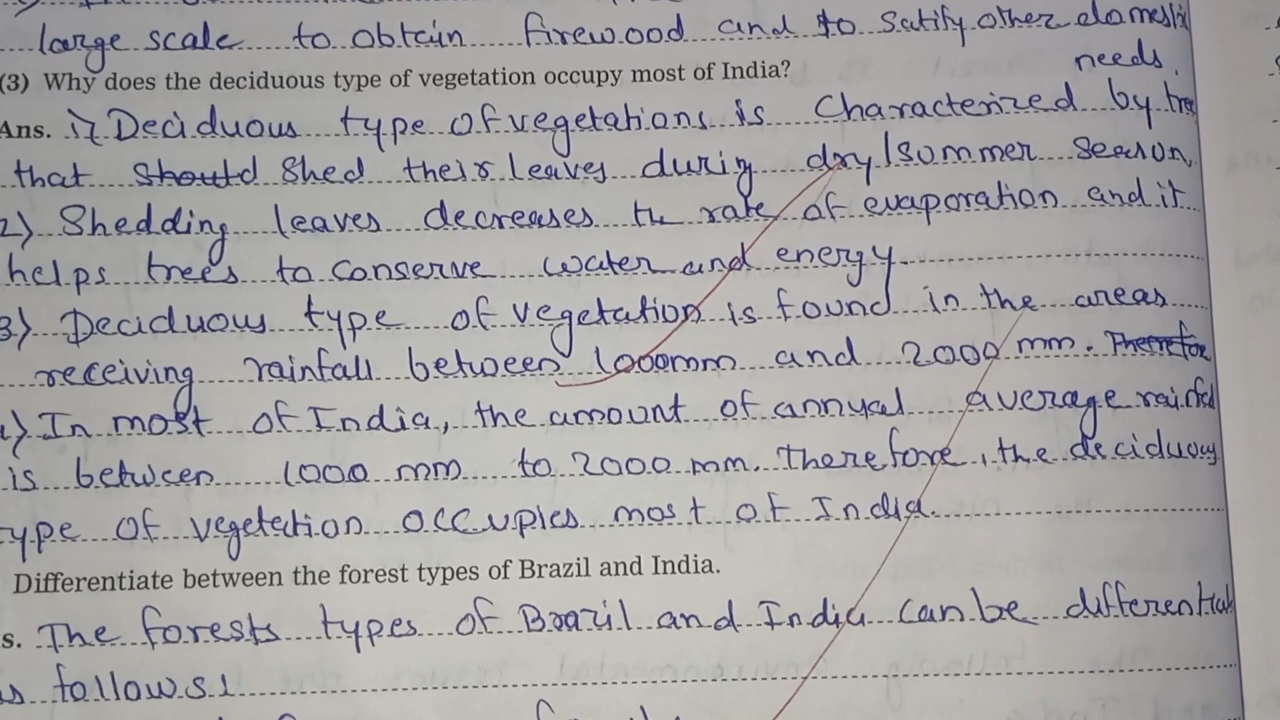 large scale to obtain firewood and to satify other domestic
needs.
(3) Why does the deciduous type of vegetation occupy most of India?
Ans. 1) Deciduous type of vegetations is Characterized by tree
that should shed their leaves during dry/summer season
2) Shedding leaves decreases the rate of evaporation and it
helps trees to conserve water and energy.
3) Deciduous type of vegetation is found in the areas
receiving rainfall between 1000mm and 2000 mm. Therefore
) In most of India, the amount of annual average rainfal
is between 1000 mm to 2000 mm. Therefore, the deciduous
type of vegetation occupies most of India.
Differentiate between the forest types of Brazil and India.
s. The forests types of Brazil and India can be differentiat
as follows: